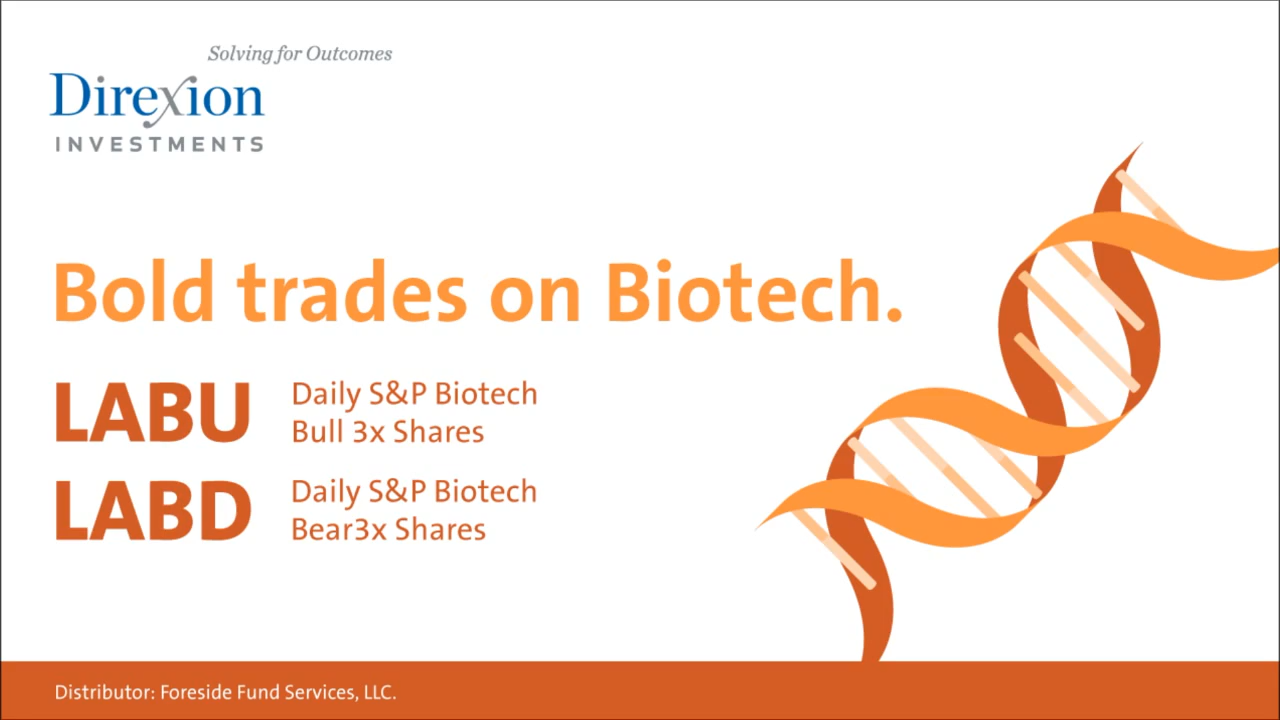 Solving for Outcomes
Direxion
INVESTMENTS
Bold trades on Biotech.
LABU
Daily S&P Biotech
Bull 3x Shares
LABD
Daily S&P Biotech
Bear3x Shares
Distributor: Foreside Fund Services, LLC.